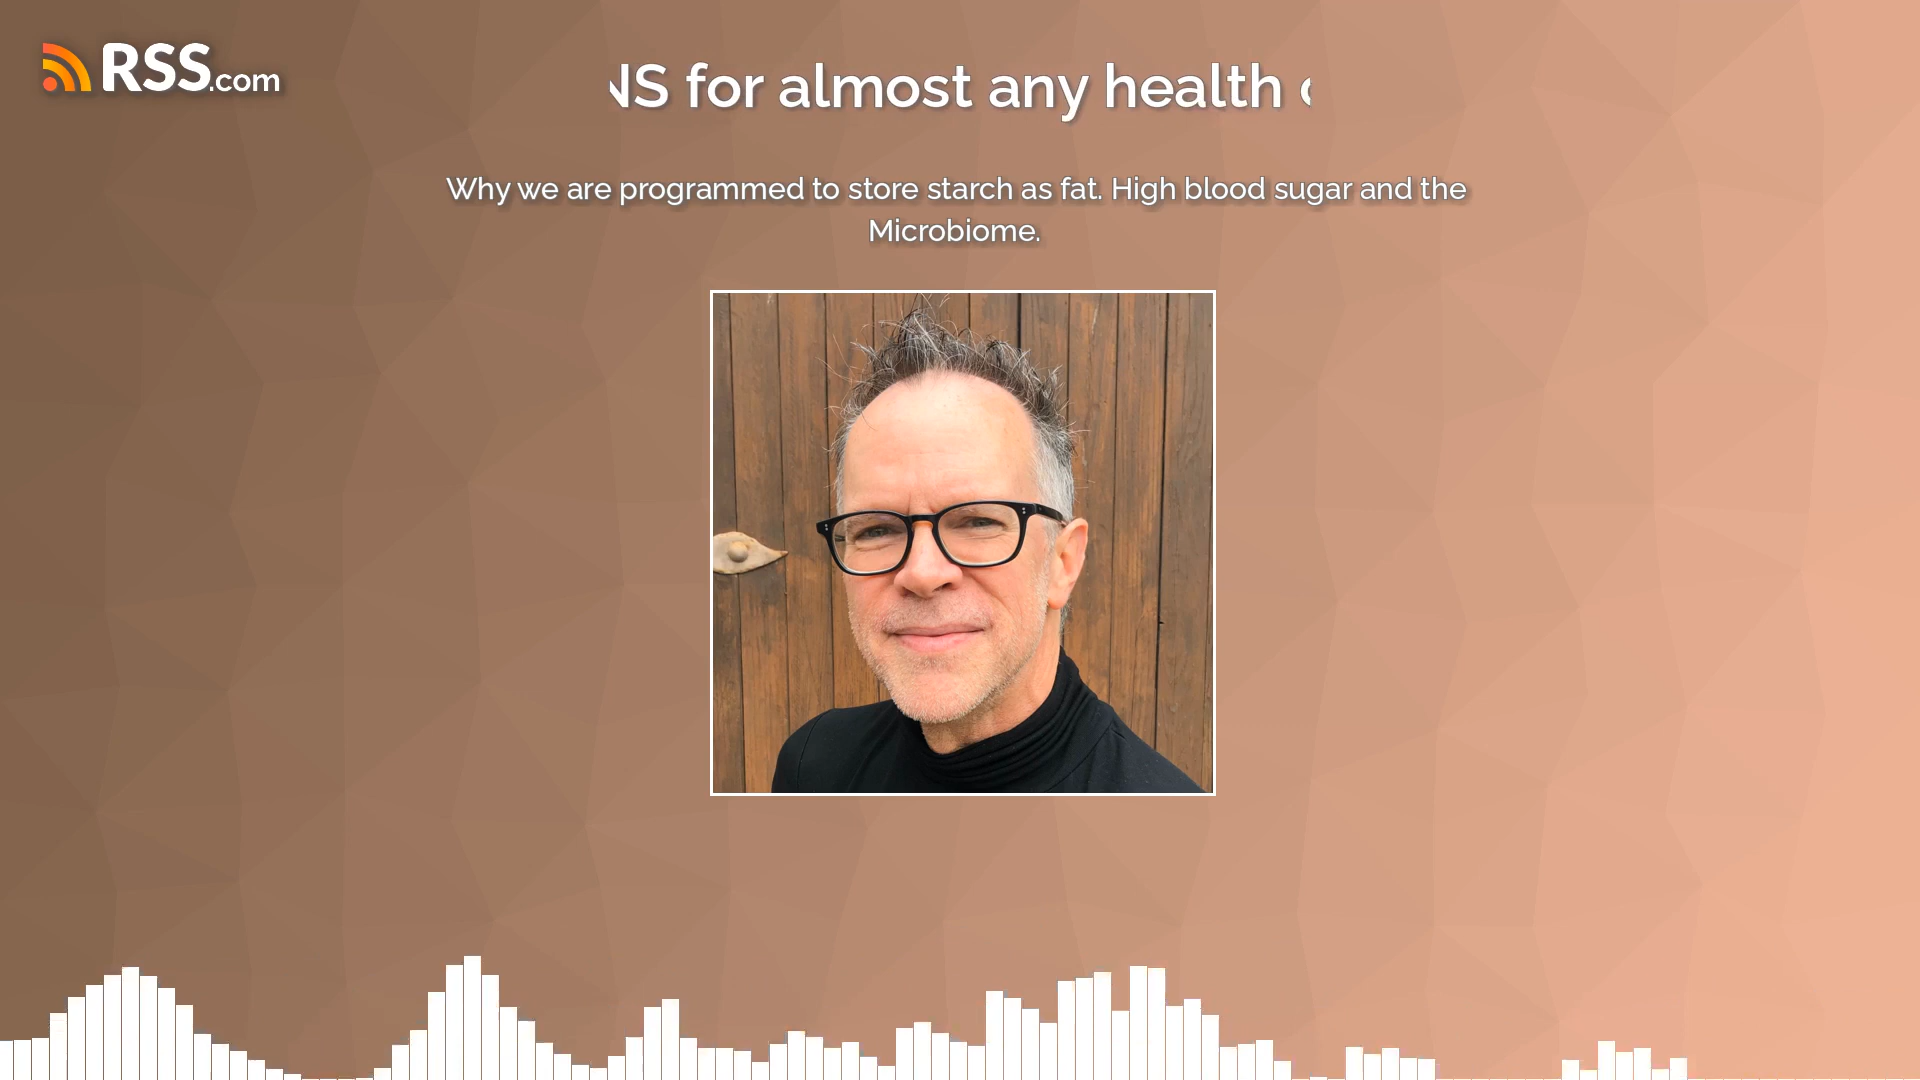 RSS.com
NS for almost any health
Why we are programmed to store starch as fat. High blood sugar and the
Microbiome.